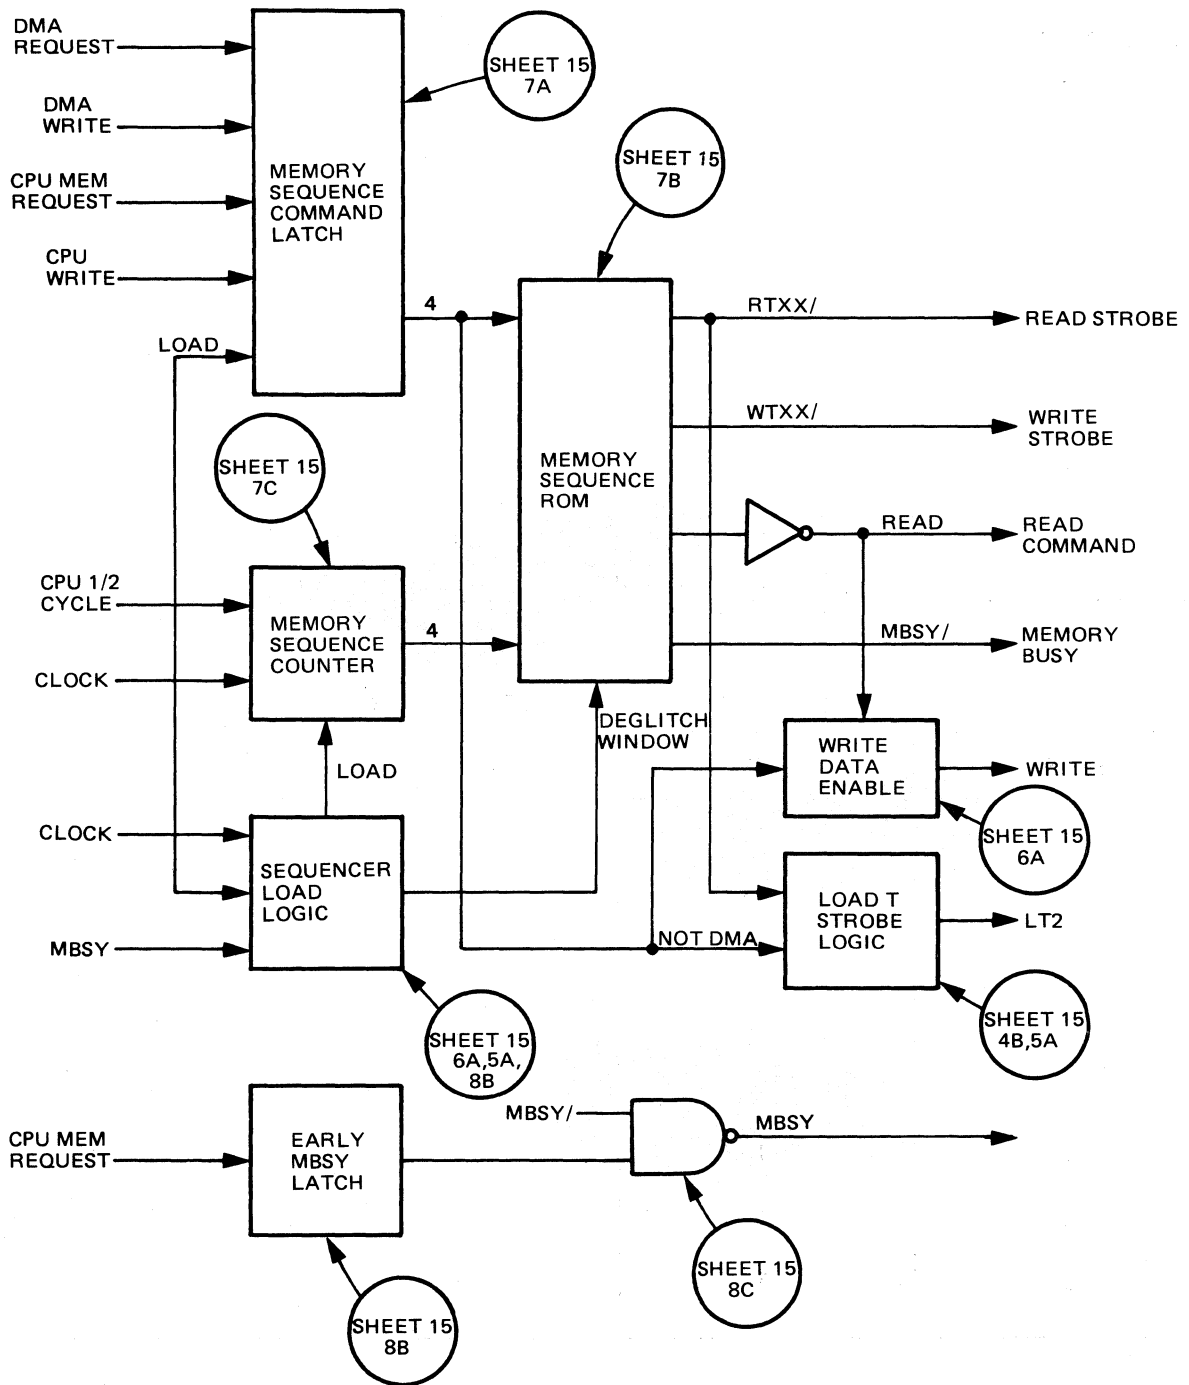 DMA
REQUEST
DMA
WRITE
CPU MEM
REQUEST
CPU
WRITE
LOAD
MEMORY
SEQUENCE
COMMAND
LATCH
SHEET 15
7A
SHEET 15
7B
4
MEMORY
SEQUENCE
ROM
RTXX/
READ STROBE
WTXX/
WRITE
STROBE
READ
READ
COMMAND
MBSY/
MEMORY
BUSY
SHEET 15
7C
CPU 1/2
CYCLE
CLOCK
MEMORY
SEQUENCE
COUNTER
4
LOAD
DEGLITCH
WINDOW
WRITE
DATA
ENABLE
WRITE
SHEET 15
6A
CLOCK
MBSY
SEQUENCER
LOAD
LOGIC
NOT DMA
LOAD T
STROBE
LOGIC
LT2
SHEET 15
4B,5A
SHEET 15
6A,5A,
8B
CPU MEM
REQUEST
EARLY
MBSY
LATCH
MBSY/
MBSY
SHEET 15
8C
SHEET 15
8B